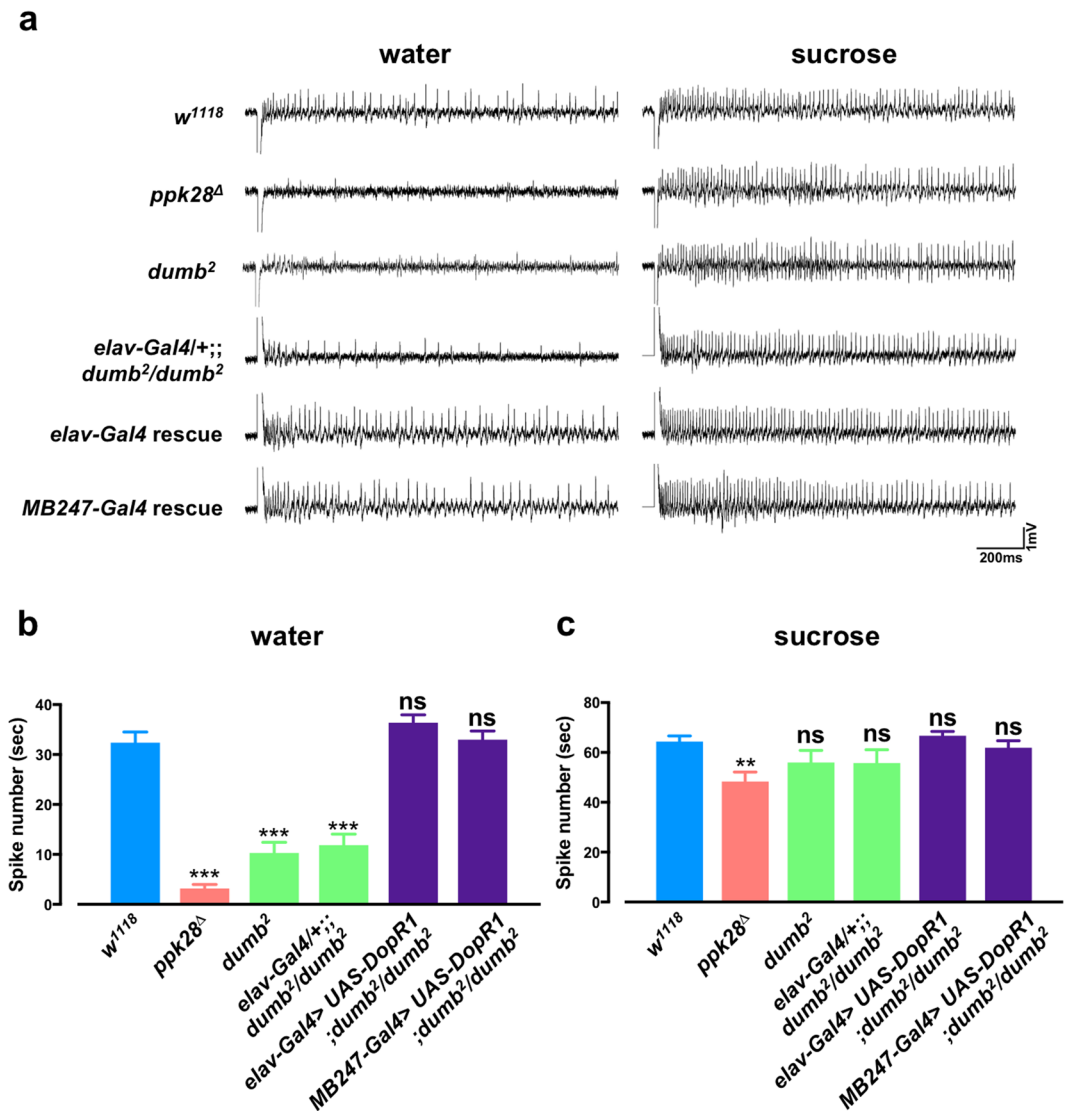 a
water
sucrose
w1118
ppk28Δ
dumb2
elav-Gal4/+;;
dumb2/dumb2
elav-Gal4 rescue
MB247-Gal4 rescue
1mV
200ms
b
water
Spike number (sec)
40
30
20
10
0
***
***
***
ns
ns
w1118
ppk28Δ
dumb2
elav-Gal4/+;;
dumb2/dumb2
elav-Gal4> UAS-DopR1
;dumb2/dumb2
MB247-Gal4> UAS-DopR1
;dumb2/dumb2
c
sucrose
Spike number (sec)
80
60
40
60
0
**
ns
ns
ns
ns
w1118
ppk28Δ
dumb2
elav-Gal4/+;;
dumb2/dumb2
elav-Gal4> UAS-DopR1
;dumb2/dumb2
MB247-Gal4> UAS-DopR1
;dumb2/dumb2